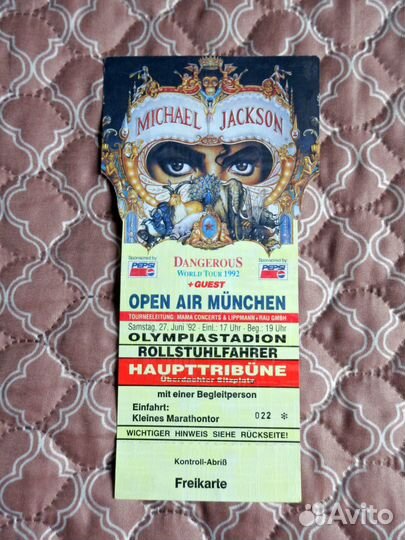 MICHAEL JACKSON
Sponsored by
PEPSI
DANGEROUS
WORLD TOUR 1992
+ GUEST
Sponsored by
PEPSI
OPEN AIR MÜNCHEN
TOURNEELEITUNG: MAMA CONCERTS & LIPPMANN+RAU GMBH
Samstag, 27. Juni '92 - Einl.: 17 Uhr - Beg.: 19 Uhr
OLYMPIASTADION
ROLLSTUHLFAHRER
HAUPTTRIBÜNE
Überdachter Sitzplatz
mit einer Begleitperson
Einfahrt:
Kleines Marathontor
022 *
WICHTIGER HINWEIS SIEHE RÜCKSEITE!
Kontroll-Abriß
Freikarte
Avito